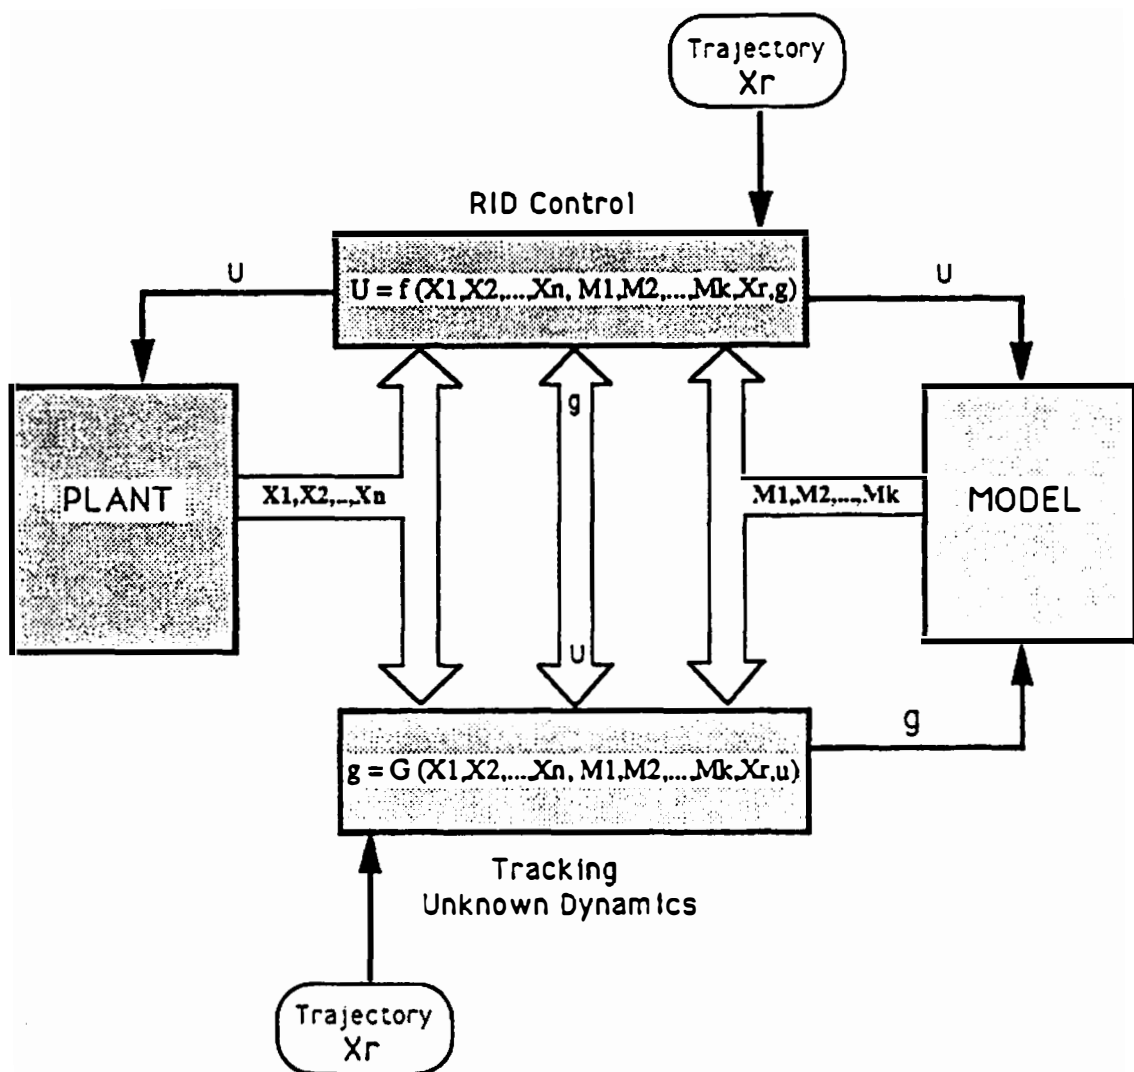 Trajectory
Xr
RID Control
U
U = f (X1,X2,...,Xn, M1,M2,...,Mk,Xr,g)
U
g
PLANT
X1,X2,..,Xn
M1,M2,...,Mk
MODEL
U
g = G (X1,X2,...,Xn, M1,M2,...,Mk,Xr,u)
g
Tracking
Unknown Dynamics
Trajectory
Xr